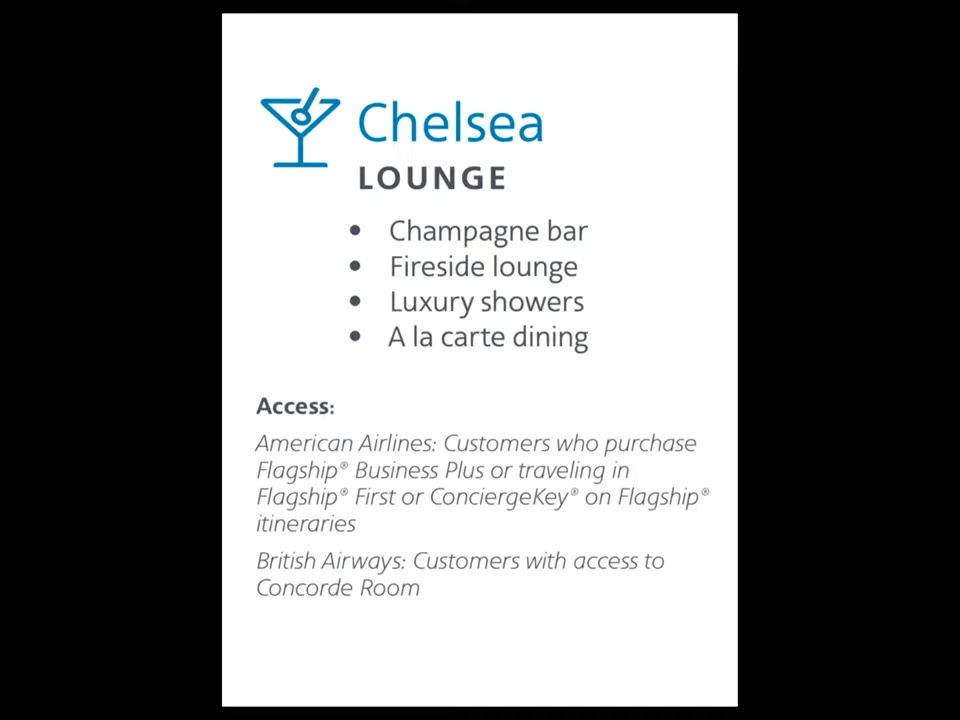 Chelsea
LOUNGE
• Champagne bar
• Fireside lounge
• Luxury showers
• A la carte dining
Access:
American Airlines: Customers who purchase
Flagship® Business Plus or traveling in
Flagship® First or ConciergeKey® on Flagship®
itineraries
British Airways: Customers with access to
Concorde Room